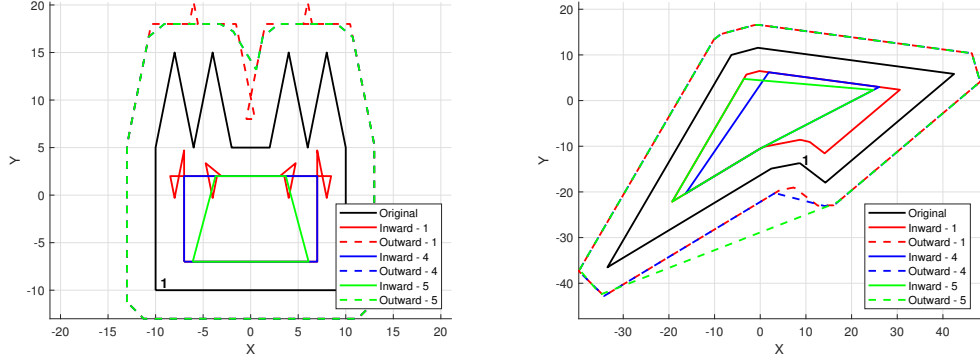 20
15
10
5
0
-5
-10
Y
1
-20
-15
-10
-5
0
5
10
15
20
X
Original
Inward - 1
Outward - 1
Inward - 4
Outward - 4
Inward - 5
Outward - 5
20
10
0
-10
-20
-30
-40
Y
1
-30
-20
-10
0
10
20
30
40
X
Original
Inward - 1
Outward - 1
Inward - 4
Outward - 4
Inward - 5
Outward - 5